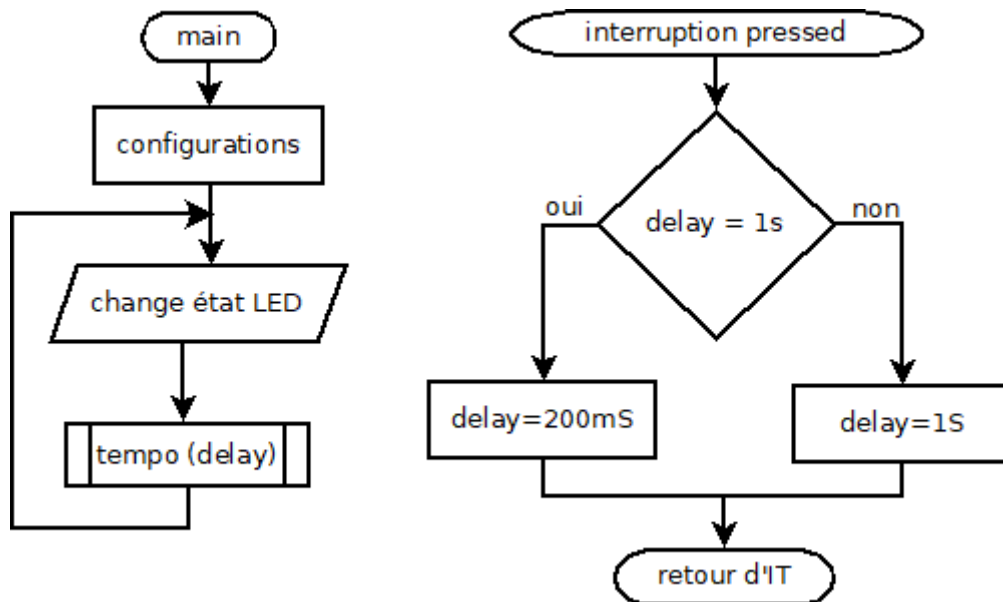 main
configurations
change état LED
tempo (delay)
interruption pressed
delay = 1s
oui
non
delay=200mS
delay=1S
retour d'IT